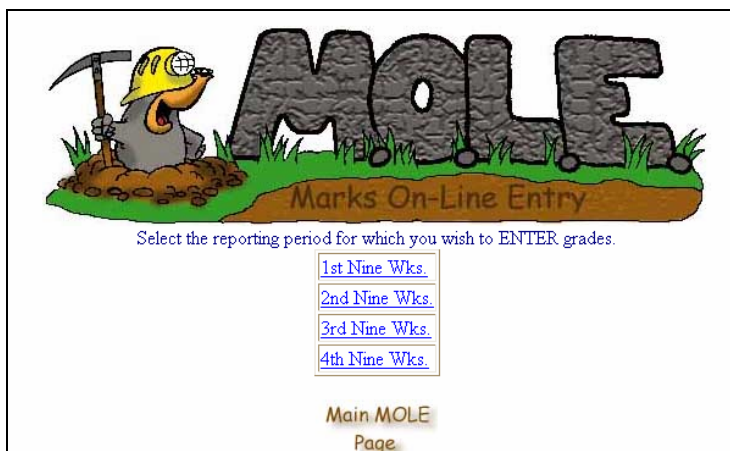 M.O.L.E.
Marks On-Line Entry
Select the reporting period for which you wish to ENTER grades.
1st Nine Wks.
2nd Nine Wks.
3rd Nine Wks.
4th Nine Wks.
Main MOLE
Page